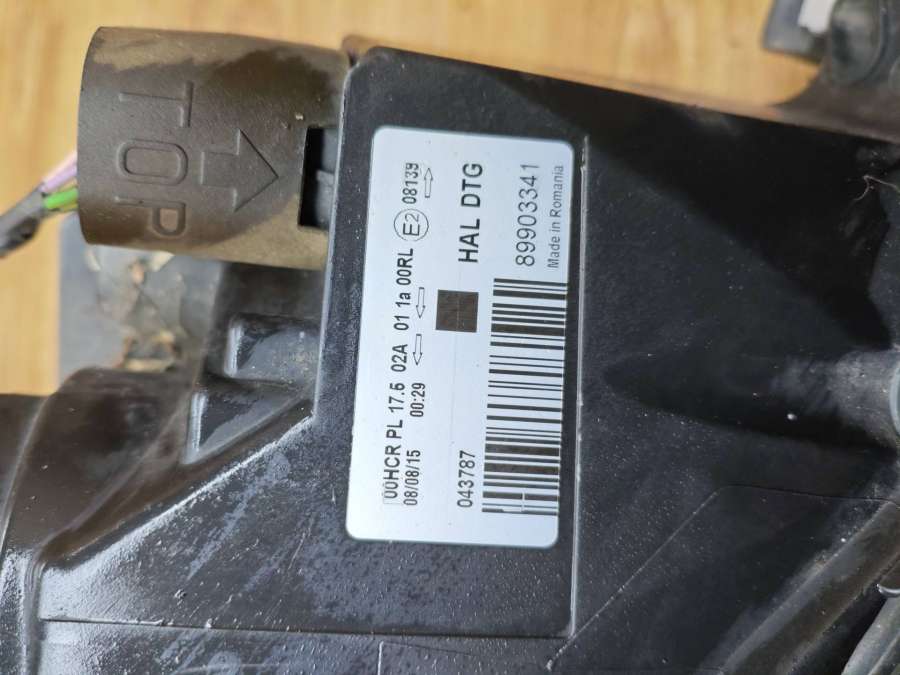 TOP
00HCR PL 17.5 02A 01 1a 00RL E2 08139
08/08/15 00:29
HAL DTG
043787 89903341
Made in Romania